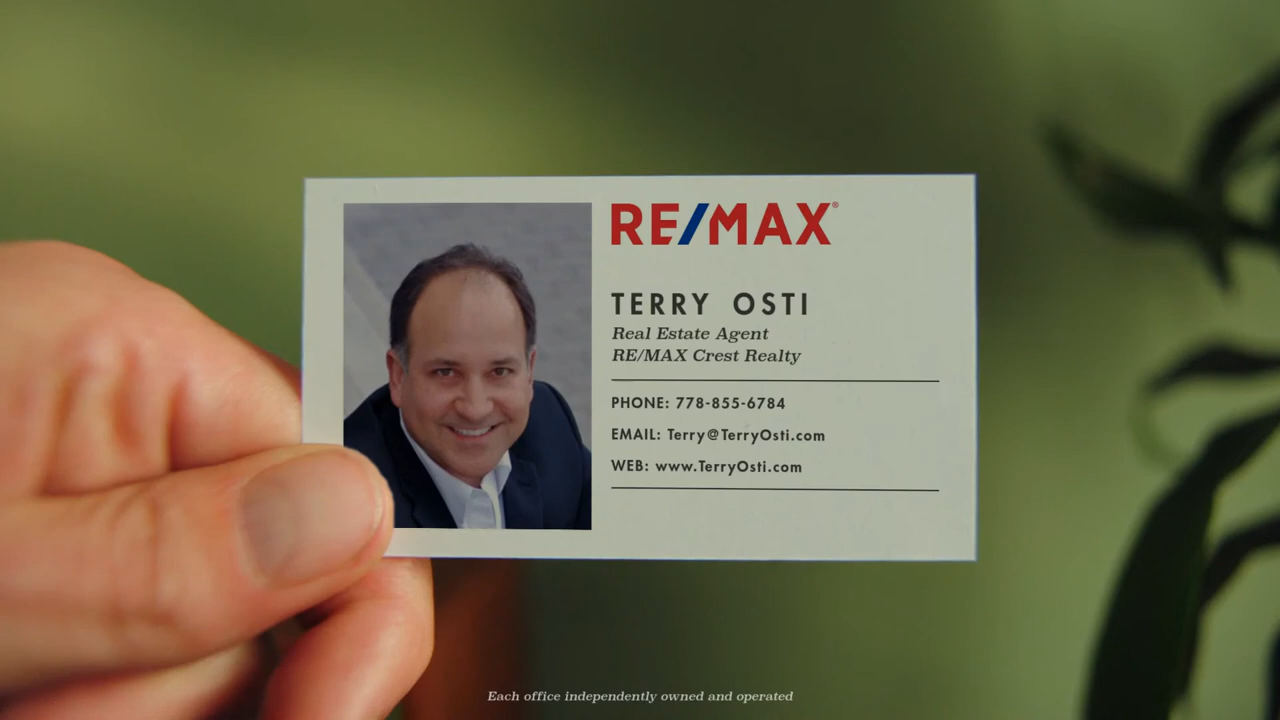 RE/MAX®
TERRY OSTI
Real Estate Agent
RE/MAX Crest Realty
PHONE: 778-855-6784
EMAIL: Terry@TerryOsti.com
WEB: www.TerryOsti.com
Each office independently owned and operated